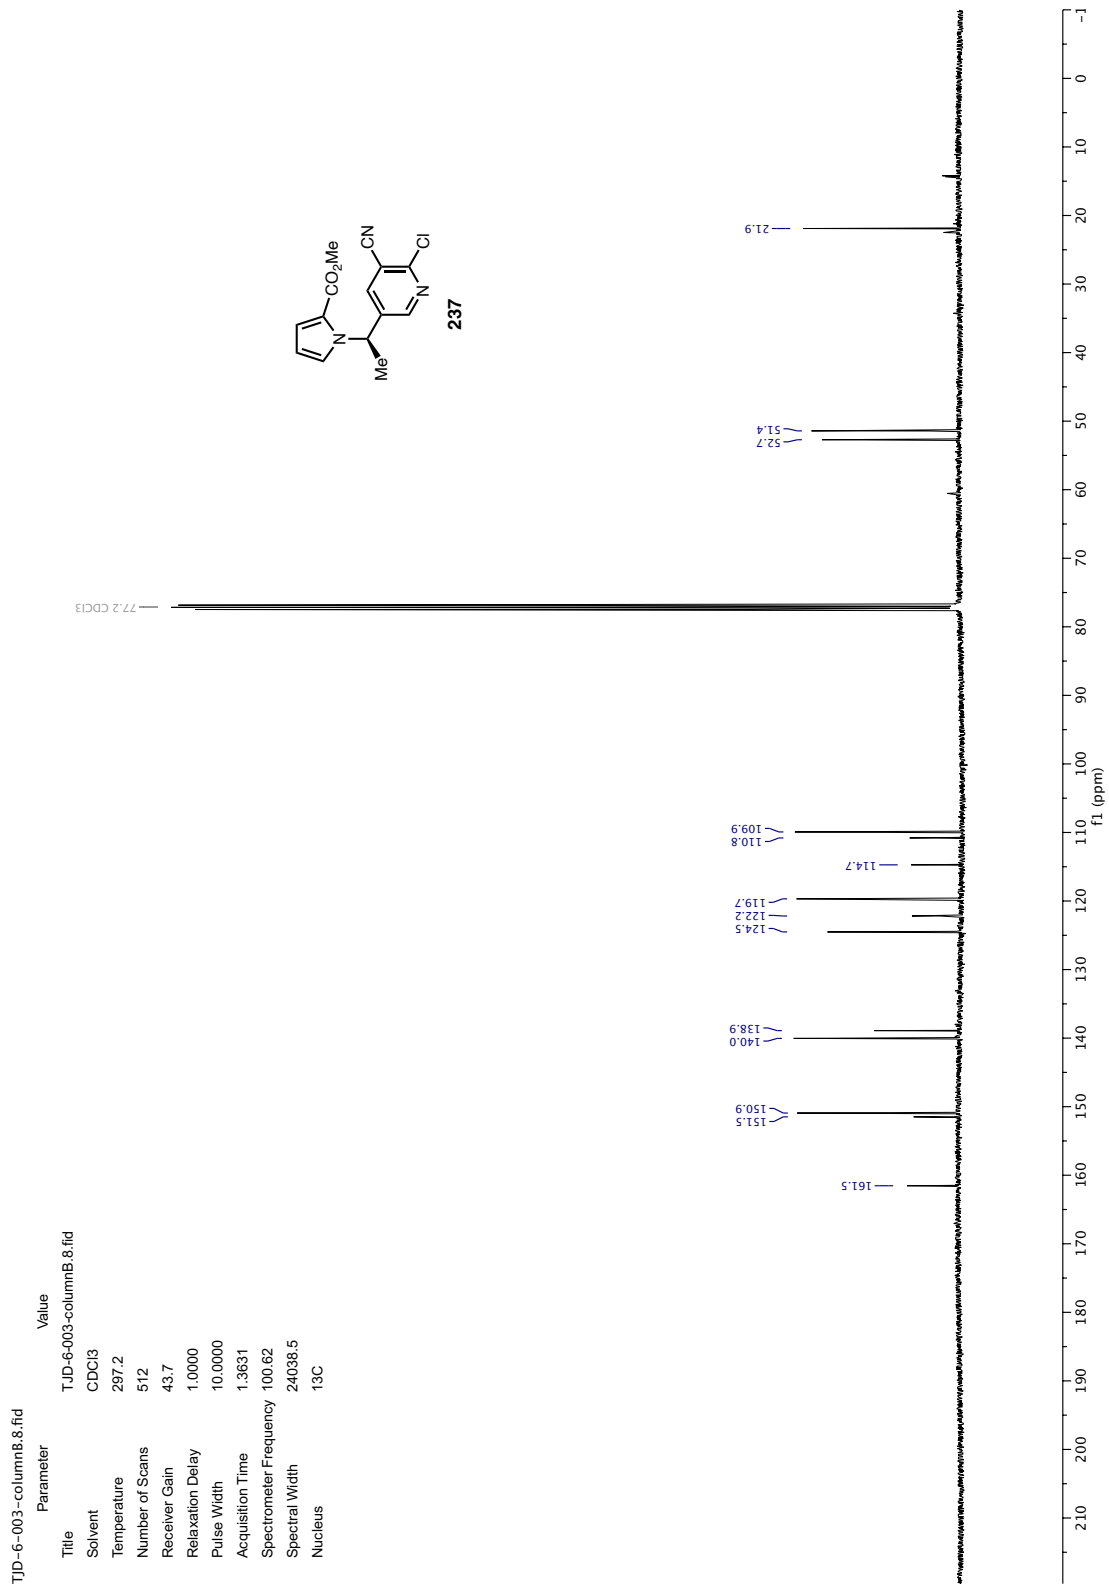 TJD-6-003-columnB.8.fid
Parameter Value
Title TJD-6-003-columnB.8.fid
Solvent CDCl3
Temperature 297.2
Number of Scans 512
Receiver Gain 43.7
Relaxation Delay 1.0000
Pulse Width 10.0000
Acquisition Time 1.3631
Spectrometer Frequency 100.62
Spectral Width 24038.5
Nucleus 13C
N
CO2Me
Me
CN
Cl
N
237
161.5
151.5
150.9
140.0
138.9
124.5
122.2
119.7
114.7
110.8
109.9
77.2 CDCl3
52.7
51.4
21.9
210 200 190 180 170 160 150 140 130 120 110 100 90 80 70 60 50 40 30 20 10 0 -1
f1 (ppm)